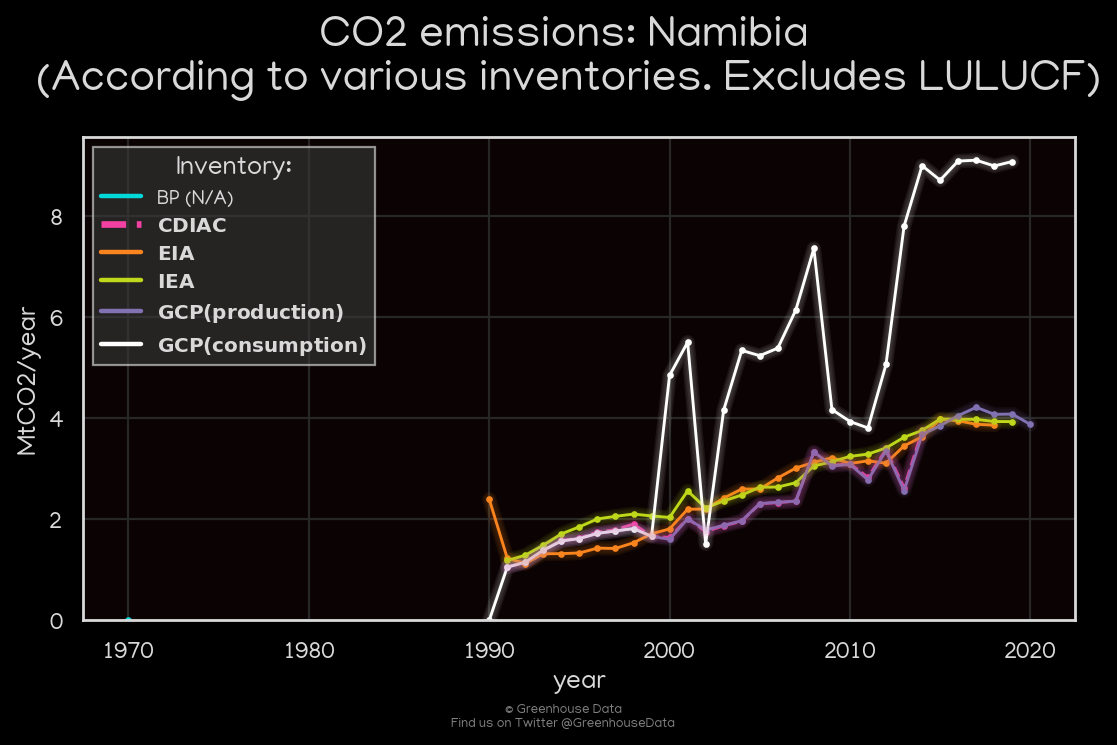 CO2 emissions: Namibia
(According to various inventories. Excludes LULUCF)
Inventory:
BP (N/A)
CDIAC
EIA
IEA
GCP(production)
GCP(consumption)
MtCO2/year
8
6
4
2
0
1970 1980 1990 2000 2010 2020
year
© Greenhouse Data
Find us on Twitter @GreenhouseData